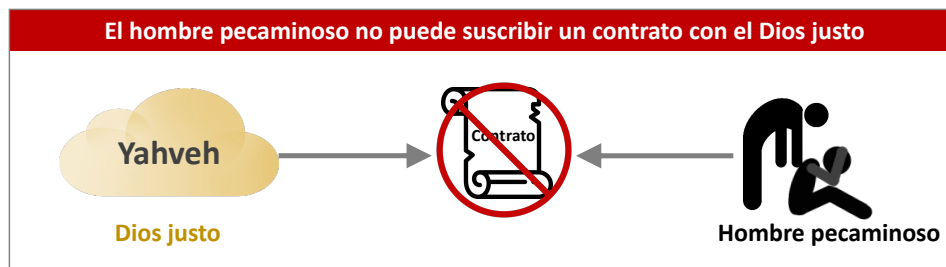 El hombre pecaminoso no puede suscribir un contrato con el Dios justo
Yahveh
Contrato
Dios justo
Hombre pecaminoso